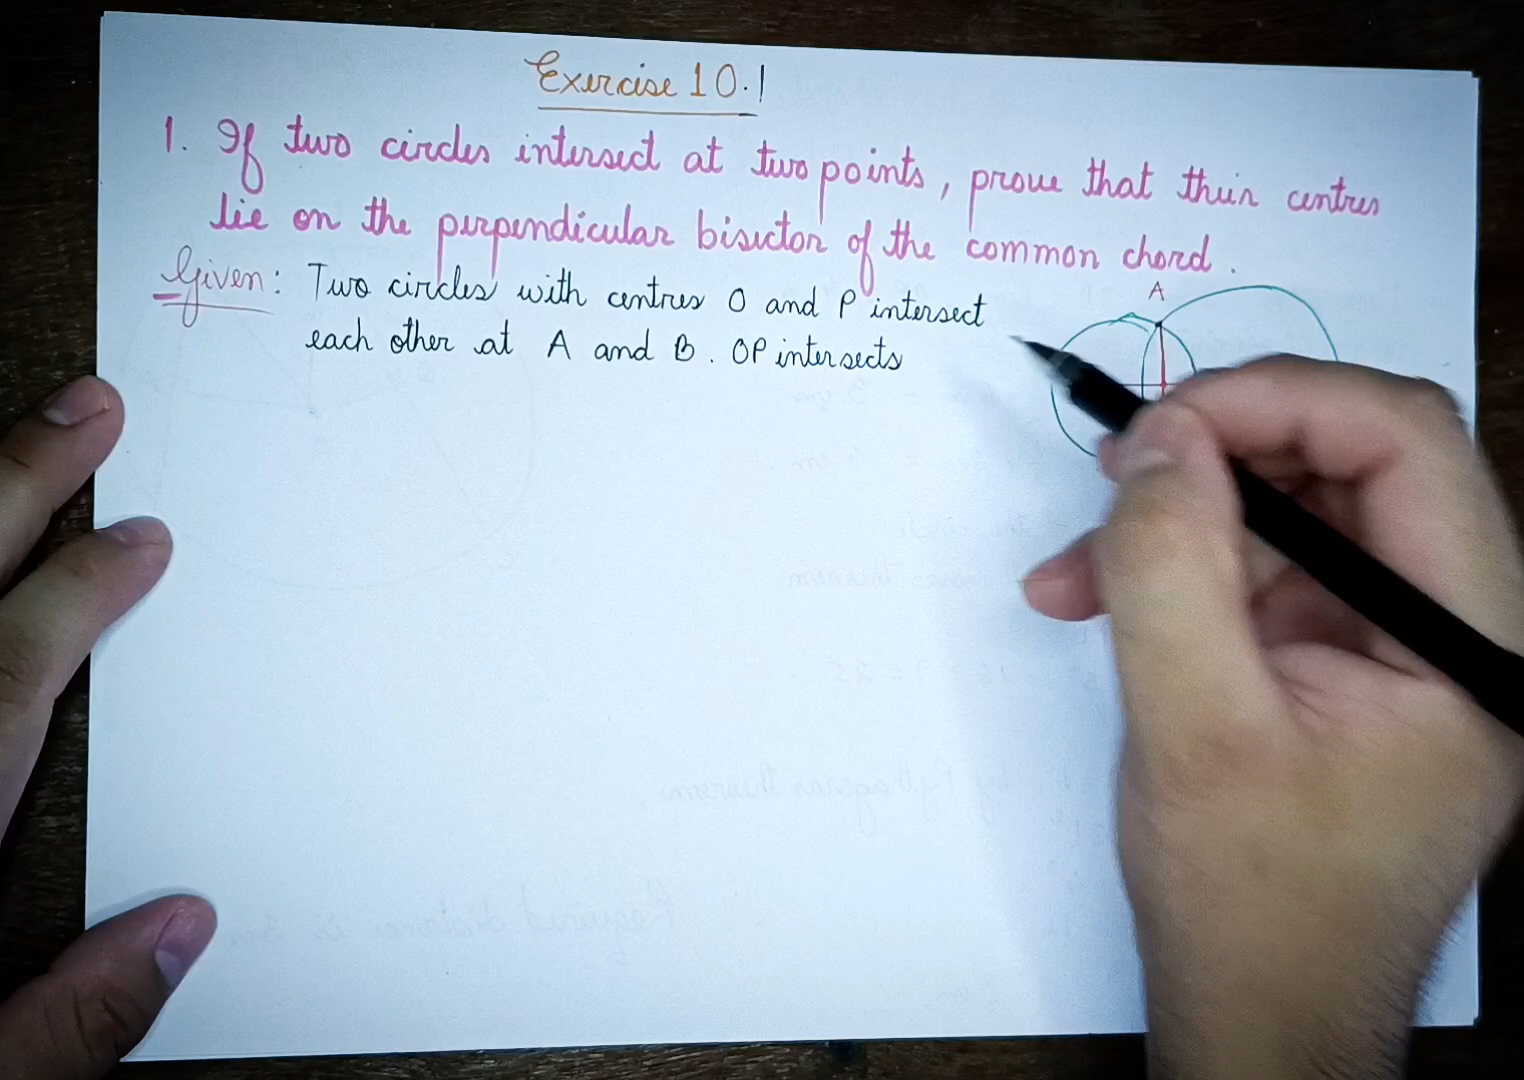 Exercise 10.1
1. If two circles intersect at two points, prove that their centres
lie on the perpendicular bisector of the common chord.
Given: Two circles with centres O and P intersect
each other at A and B. OP intersects
A